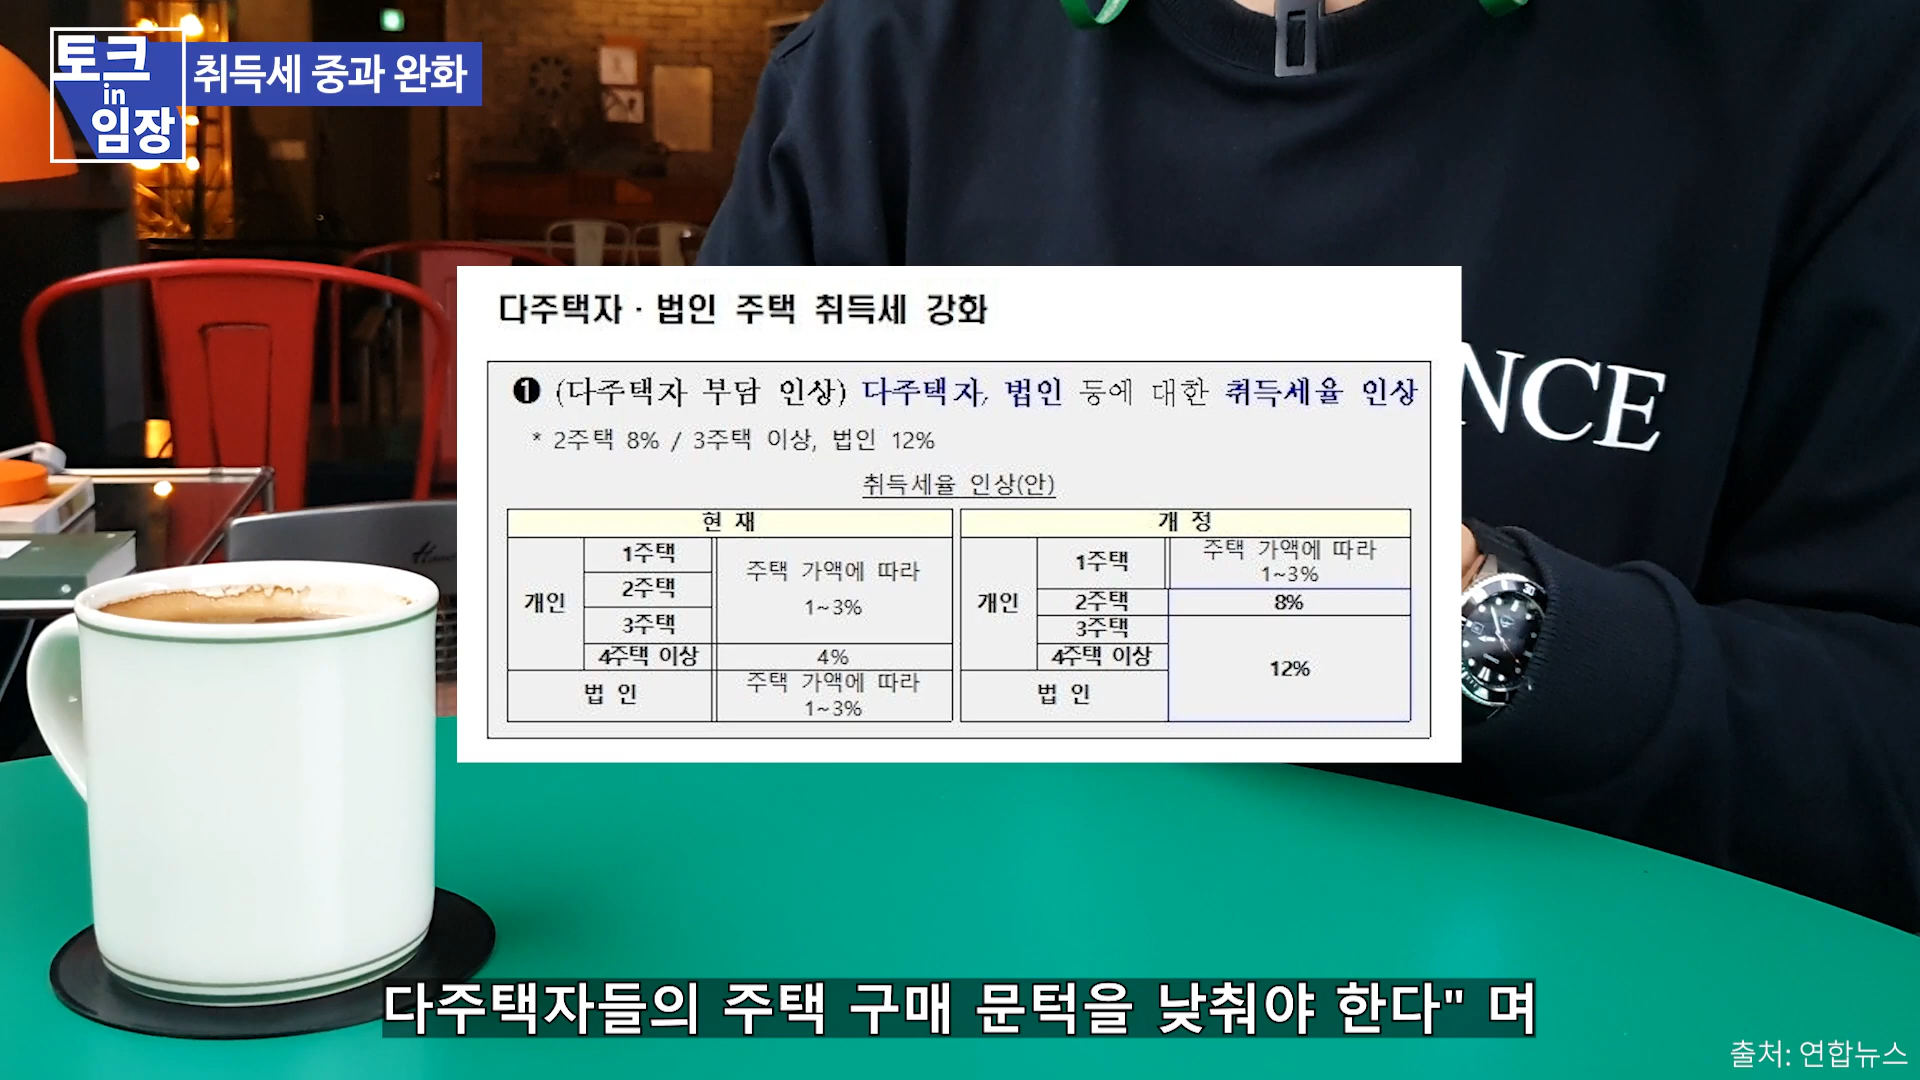 토크
in
임장
취득세 중과 완화
다주택자·법인 주택 취득세 강화
❶ (다주택자 부담 인상) 다주택자, 법인 등에 대한 취득세율 인상
* 2주택 8% / 3주택 이상, 법인 12%
취득세율 인상(안)
현 재
개인
1주택
2주택
3주택
주택 가액에 따라
1~3%
4주택 이상
4%
법 인
주택 가액에 따라
1~3%
개 정
개인
1주택
주택 가액에 따라
1~3%
2주택
8%
3주택
4주택 이상
법 인
12%
NCE
다주택자들의 주택 구매 문턱을 낮춰야 한다" 며
출처: 연합뉴스